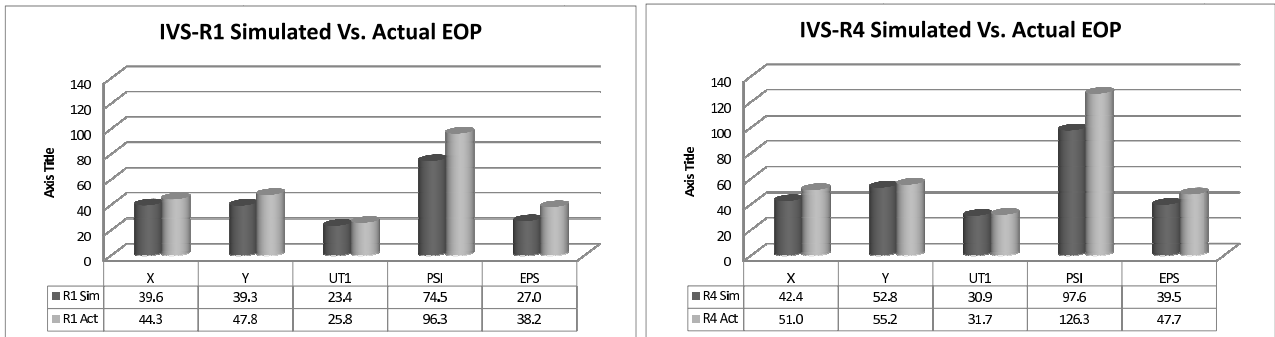 IVS-R1 Simulated Vs. Actual EOP
Axis Title
140
120
100
80
60
40
20
0
X Y UT1 PSI EPS
R1 Sim 39.6 39.3 23.4 74.5 27.0
R1 Act 44.3 47.8 25.8 96.3 38.2
IVS-R4 Simulated Vs. Actual EOP
Axis Title
140
120
100
80
60
40
20
0
X Y UT1 PSI EPS
R4 Sim 42.4 52.8 30.9 97.6 39.5
R4 Act 51.0 55.2 31.7 126.3 47.7